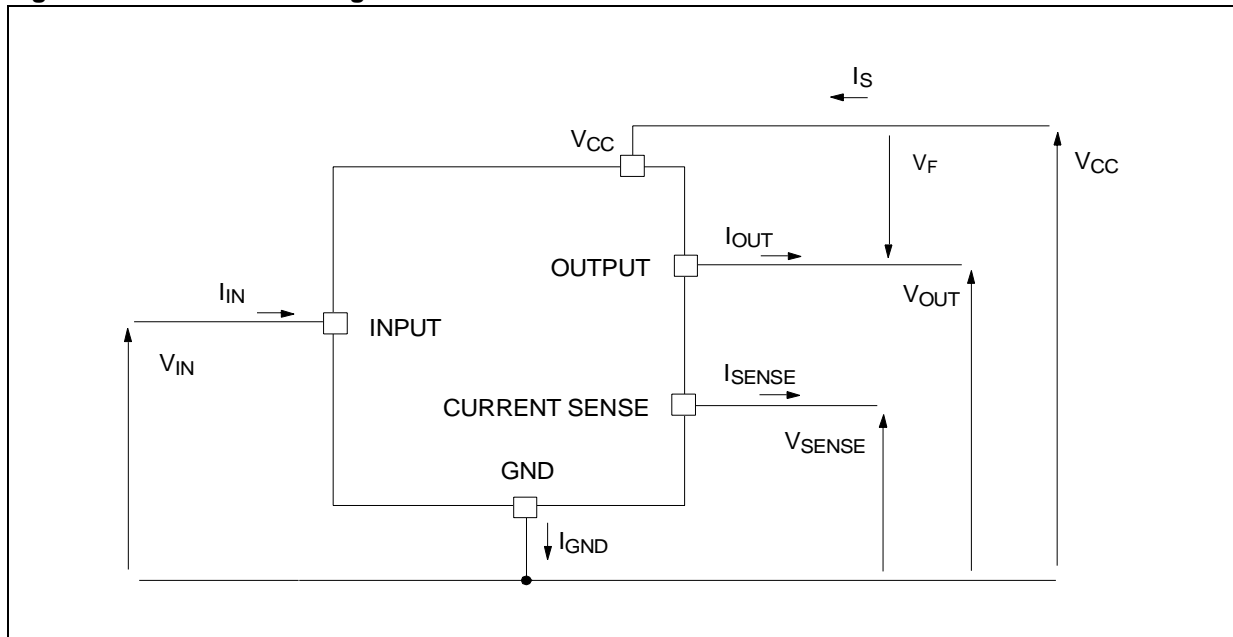 IS
VCC
VF
VCC
IOUT
OUTPUT
VOUT
IIN
INPUT
VIN
ISENSE
CURRENT SENSE
VSENSE
GND
IGND